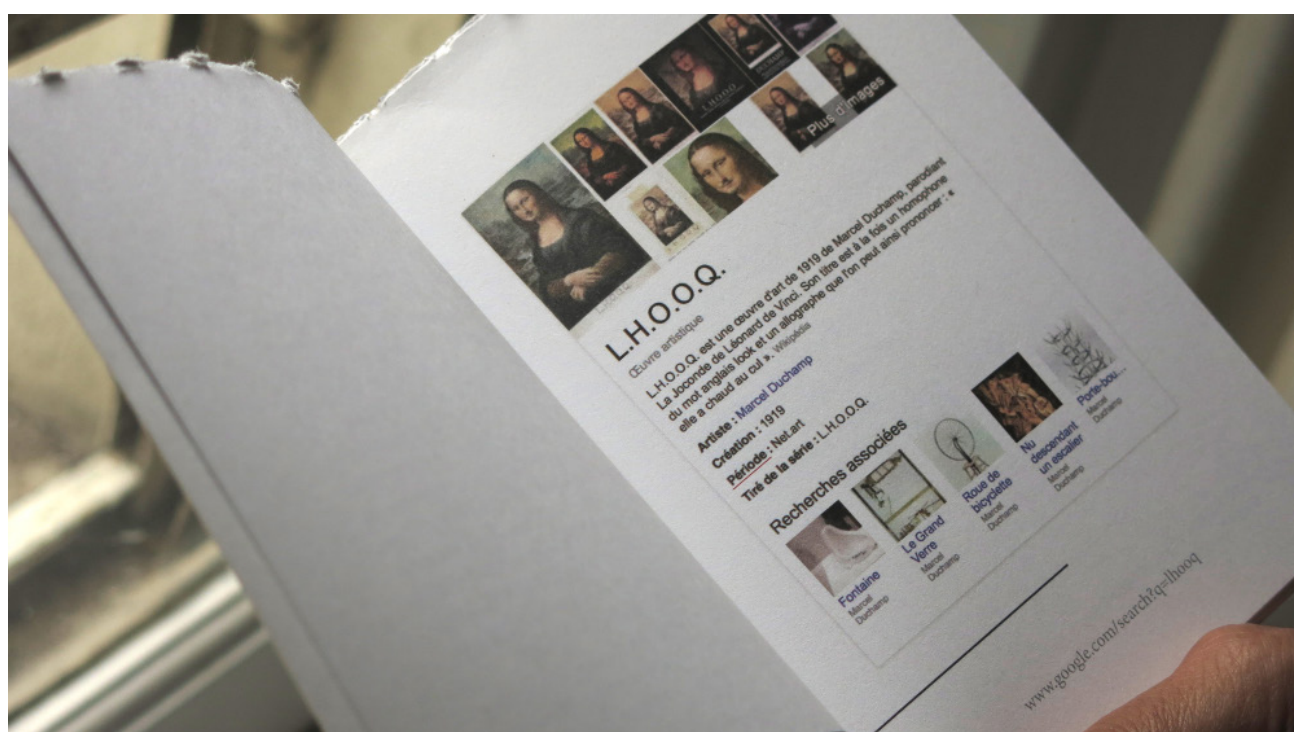 Plus d'images
L.H.O.O.Q.
Œuvre artistique
L.H.O.O.Q. est une œuvre d'art de 1919 de Marcel Duchamp, parodiant
La Joconde de Léonard de Vinci. Son titre est à la fois un homophone
du mot anglais look et un allographe que l'on peut ainsi prononcer : «
elle a chaud au cul ». Wikipédia
Artiste : Marcel Duchamp
Création : 1919
Période : Net.art
Tiré de la série : L.H.O.O.Q.
Recherches associées
Fontaine
Marcel
Duchamp
Le Grand
Verre
Marcel
Duchamp
Roue de
bicyclette
Marcel
Duchamp
Nu
descendant
un escalier
Marcel
Duchamp
Porte-bou...
Marcel
Duchamp
www.google.com/search?q=lhooq